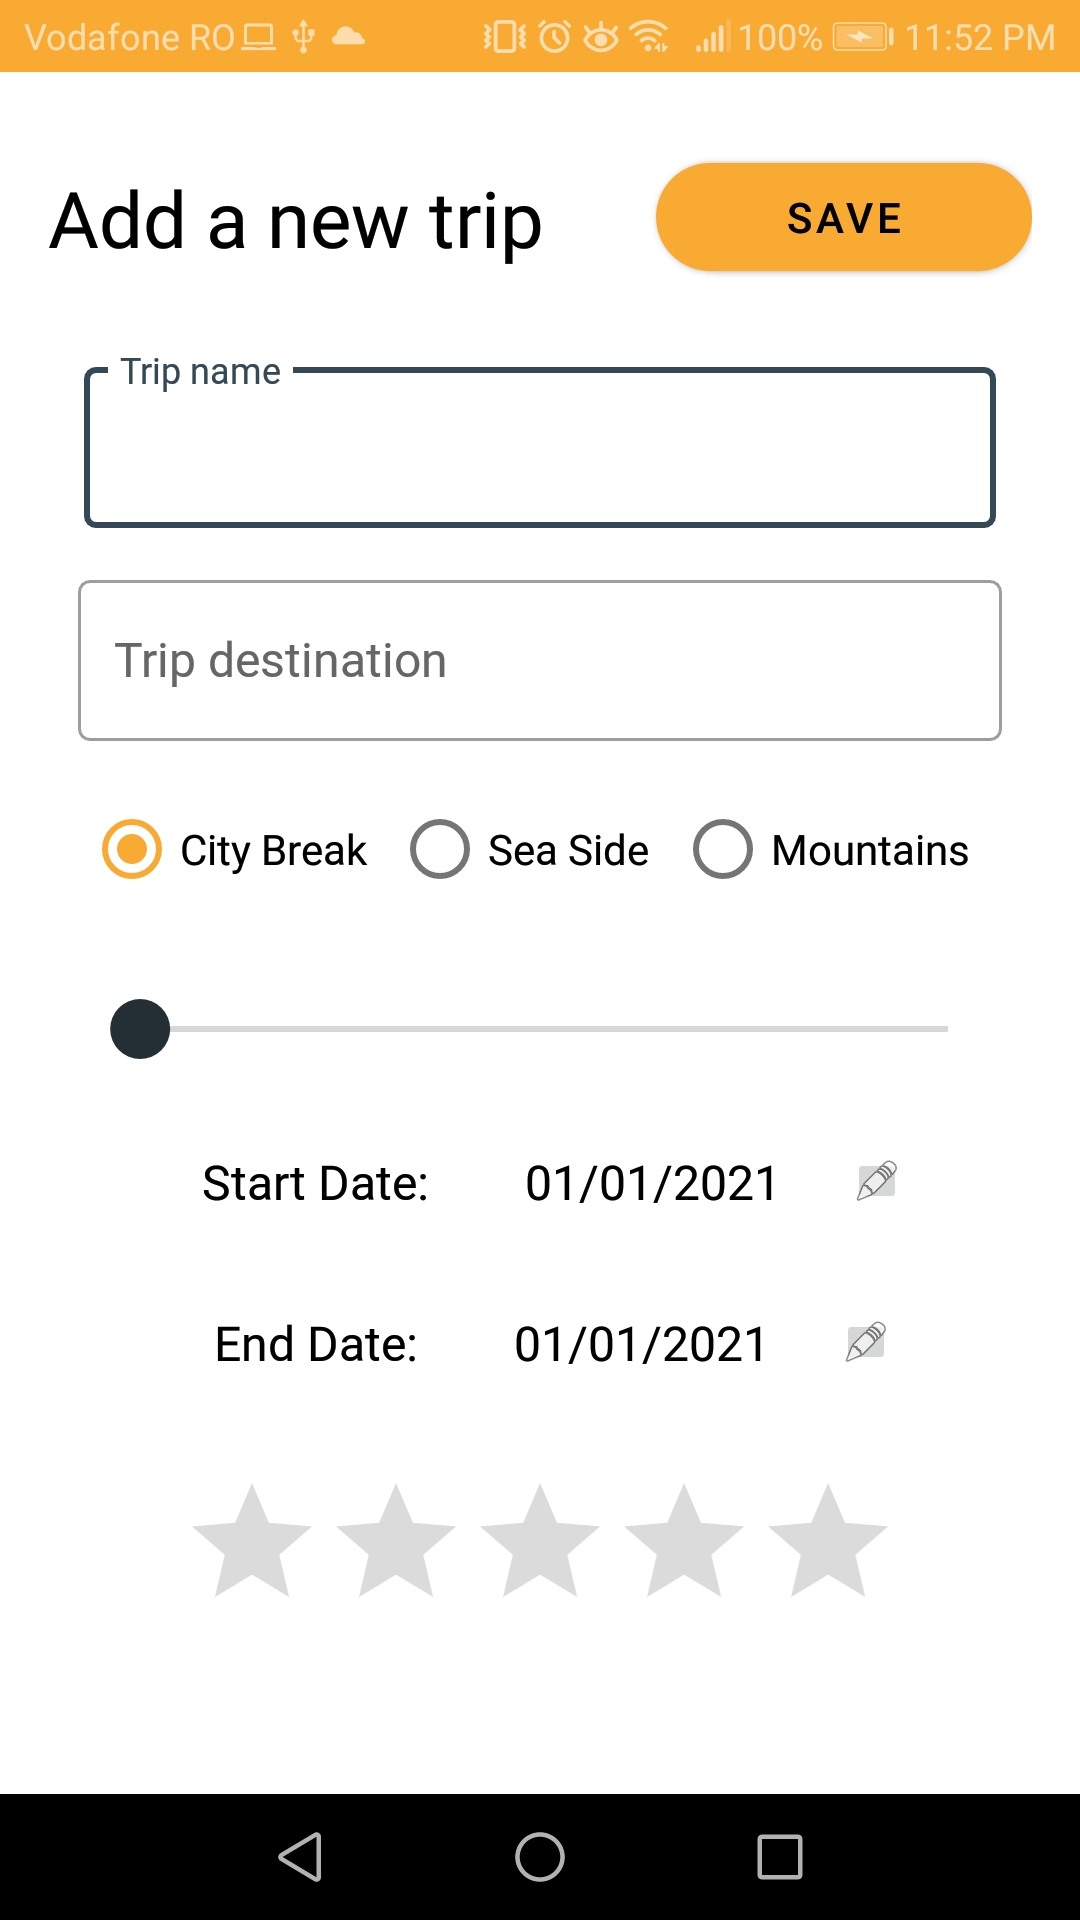 Vodafone RO 100% 11:52 PM
Add a new trip SAVE
Trip name
Trip destination
City Break Sea Side Mountains
Start Date: 01/01/2021
End Date: 01/01/2021